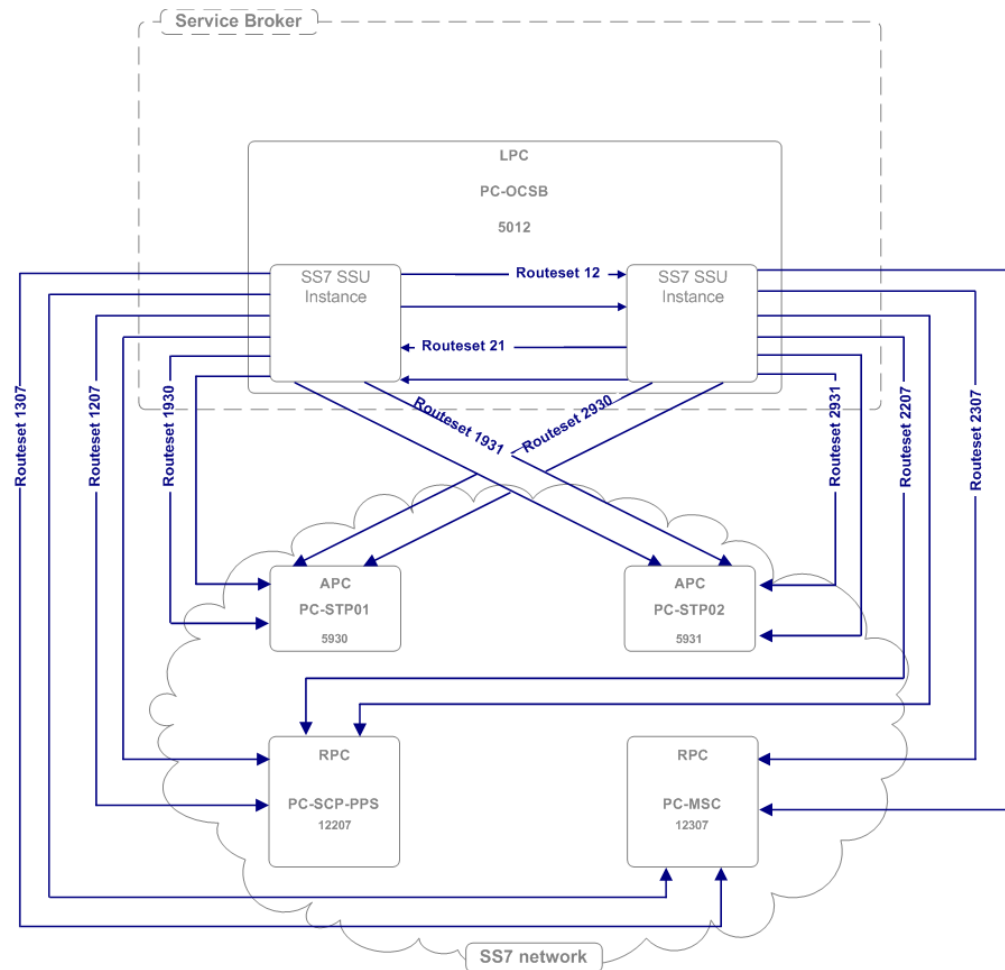 Service Broker
LPC
PC-OCSB
5012
SS7 SSU
Instance
Routeset 12
SS7 SSU
Instance
Routeset 21
Routeset 1307
Routeset 1207
Routeset 1930
Routeset 1931
Routeset 2930
Routeset 2931
Routeset 2207
Routeset 2307
APC
PC-STP01
5930
APC
PC-STP02
5931
RPC
PC-SCP-PPS
12207
RPC
PC-MSC
12307
SS7 network